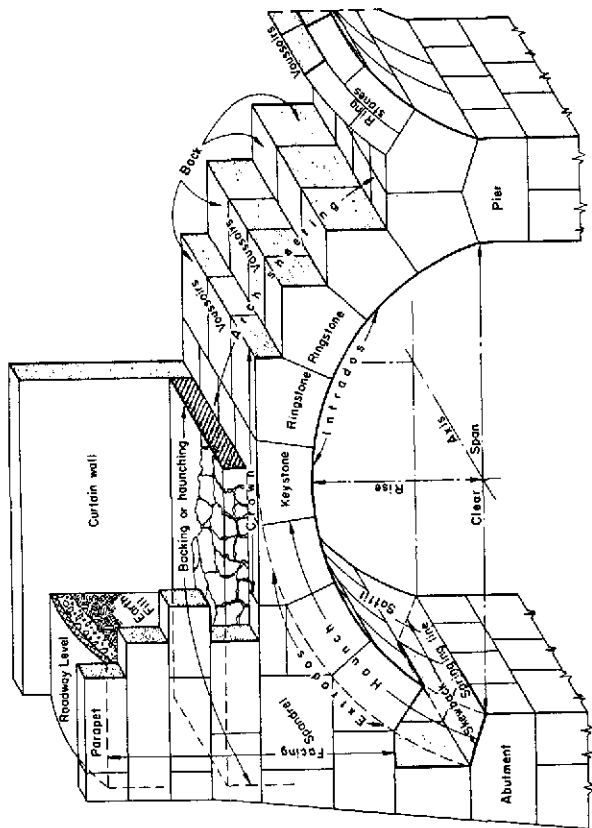 Voussoirs
Ring
stones
Back
Voussoirs
Voussoirs
Arch sheeting
Ringstone
Ringstone
Keystone
Intrados
Crown
Curtain wall
Backing or haunching
Earth
Fill
Roadway Level
Parapet
Spandrel
Facing
Extrados
Haunch
Soffit
Springing line
Skewback
Abutment
Rise
Clear Span
Axis
Pier